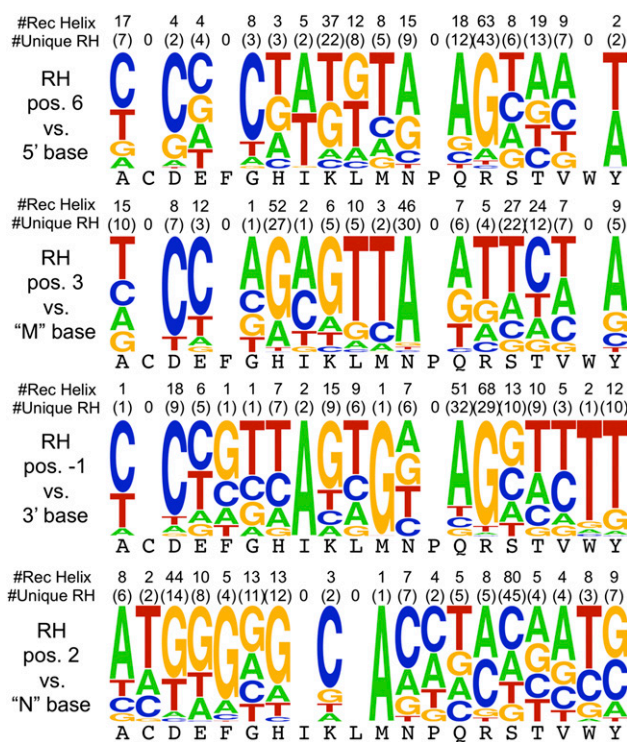 #Rec Helix 17 4 4 8 3 5 37 12 8 15 18 63 8 19 9 2
#Unique RH (7) 0 (2) (4) 0 (3) (3) (2) (22) (8) (5) (9) 0 (12) (43) (6) (13) (7) 0 (2)
RH
pos. 6
vs.
5' base
A C D E F G H I K L M N P Q R S T V W Y
#Rec Helix 15 8 12 1 52 2 6 10 3 46 7 5 27 24 7 9
#Unique RH (10) 0 (7) (3) 0 (1) (27) (1) (5) (5) (2) (30) 0 (6) (4) (22) (12) (7) 0 (5)
RH
pos. 3
vs.
"M" base
A C D E F G H I K L M N P Q R S T V W Y
#Rec Helix 1 18 6 1 1 7 2 15 9 1 7 51 68 13 10 5 2 12
#Unique RH (1) 0 (9) (5) (1) (1) (7) (2) (9) (6) (1) (6) 0 (32) (29) (10) (9) (3) (1) (10)
RH
pos. -1
vs.
3' base
A C D E F G H I K L M N P Q R S T V W Y
#Rec Helix 8 2 44 10 5 13 13 3 1 7 4 5 8 80 5 4 3 9
#Unique RH (6) (2) (14) (8) (4) (11) (12) 0 (2) 0 (1) (7) (2) (5) (5) (45) (4) (4) (3) (7)
RH
pos. 2
vs.
"N" base
A C D E F G H I K L M N P Q R S T V W Y